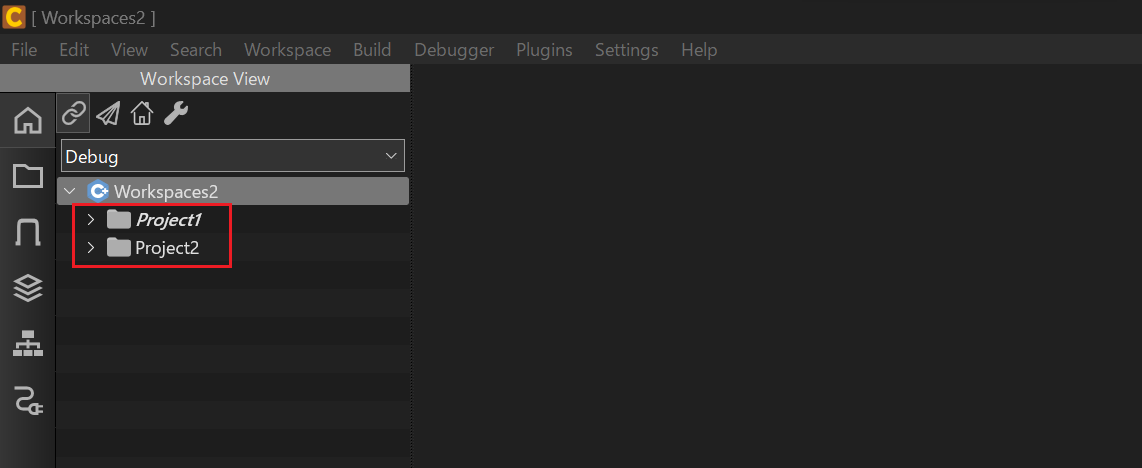 [ Workspaces2 ]
File Edit View Search Workspace Build Debugger Plugins Settings Help
Workspace View
Debug
Workspaces2
Project1
Project2